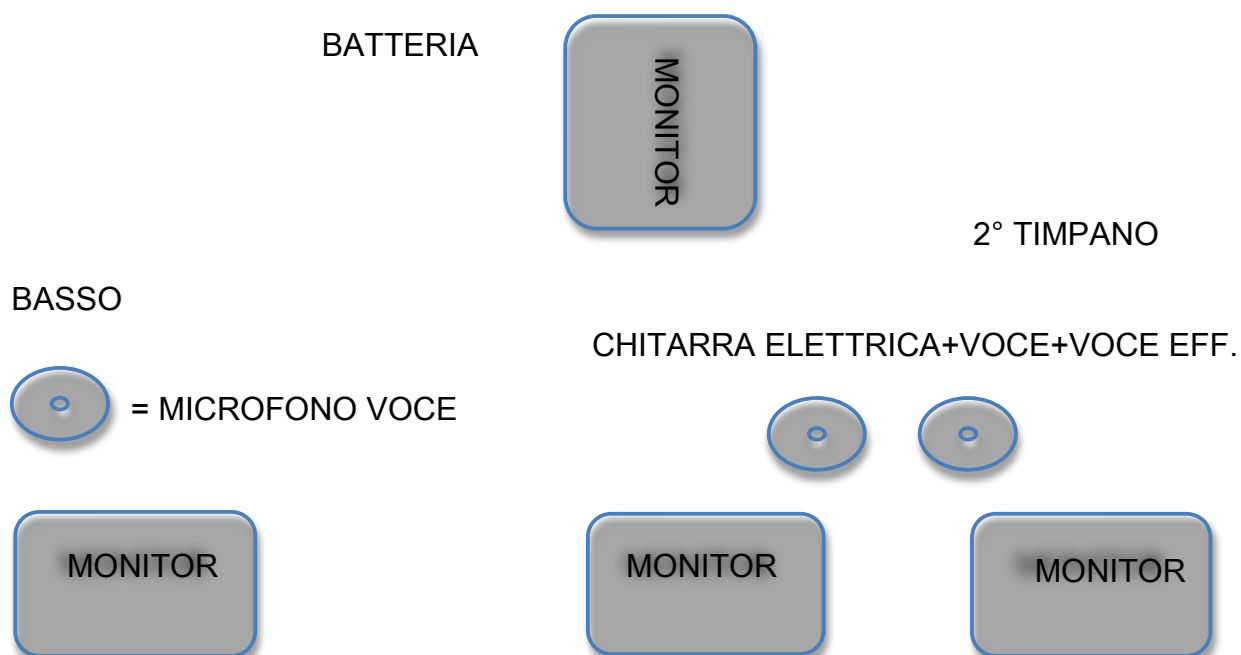 BATTERIA
MONITOR
2° TIMPANO
BASSO
CHITARRA ELETTRICA+VOCE+VOCE EFF.
= MICROFONO VOCE
MONITOR
MONITOR
MONITOR